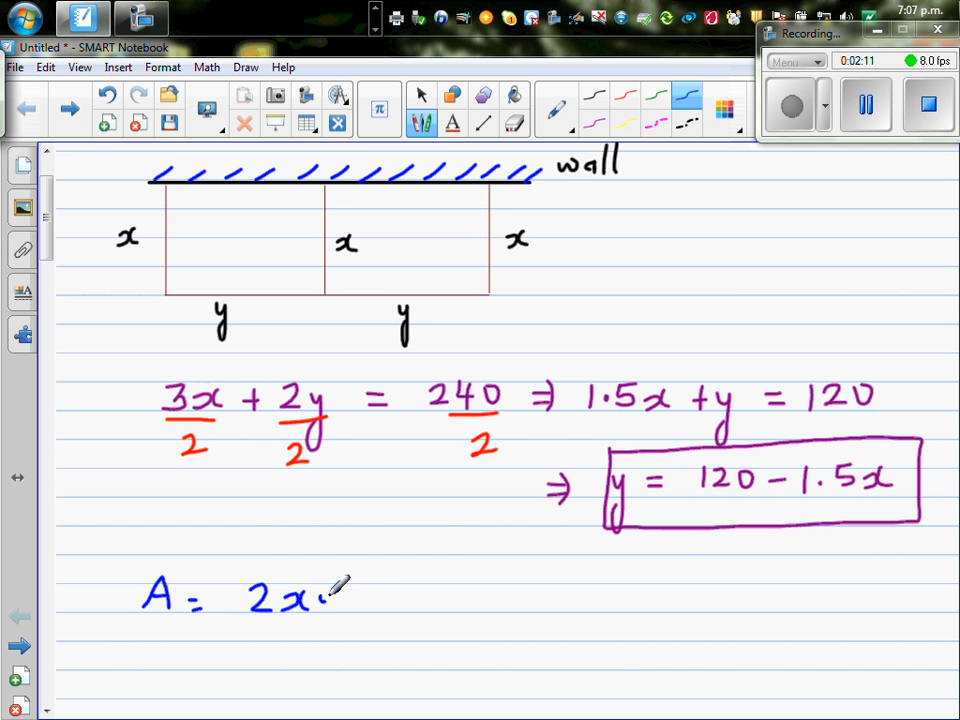 7:07 p.m.
Untitled * - SMART Notebook
Recording...
File Edit View Insert Format Math Draw Help
Menu 0:02:11 8.0 fps
wall
x x x
y y
3x/2 + 2y/2 = 240/2 ⇒ 1.5x + y = 120
⇒ y = 120 - 1.5x
A = 2x